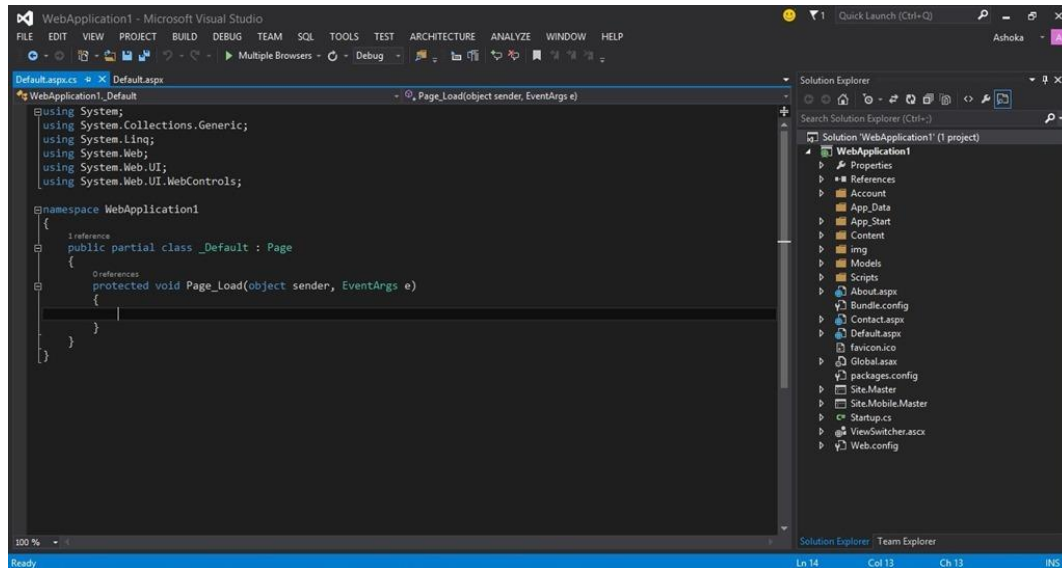 WebApplication1 - Microsoft Visual Studio
1 Quick Launch (Ctrl+Q)
FILE EDIT VIEW PROJECT BUILD DEBUG TEAM SQL TOOLS TEST ARCHITECTURE ANALYZE WINDOW HELP
Ashoka A
Multiple Browsers Debug
Default.aspx.cs Default.aspx
WebApplication1._Default
Page_Load(object sender, EventArgs e)
using System;
using System.Collections.Generic;
using System.Linq;
using System.Web;
using System.Web.UI;
using System.Web.UI.WebControls;
namespace WebApplication1
{
1 reference
public partial class _Default : Page
{
0 references
protected void Page_Load(object sender, EventArgs e)
{
}
}
}
100 %
Solution Explorer
Search Solution Explorer (Ctrl+;)
Solution 'WebApplication1' (1 project)
WebApplication1
Properties
References
Account
App_Data
App_Start
Content
img
Models
Scripts
About.aspx
Bundle.config
Contact.aspx
Default.aspx
favicon.ico
Global.asax
packages.config
Site.Master
Site.Mobile.Master
C# Startup.cs
ViewSwitcher.ascx
Web.config
Solution Explorer Team Explorer
Ready Ln 14 Col 13 Ch 13 INS